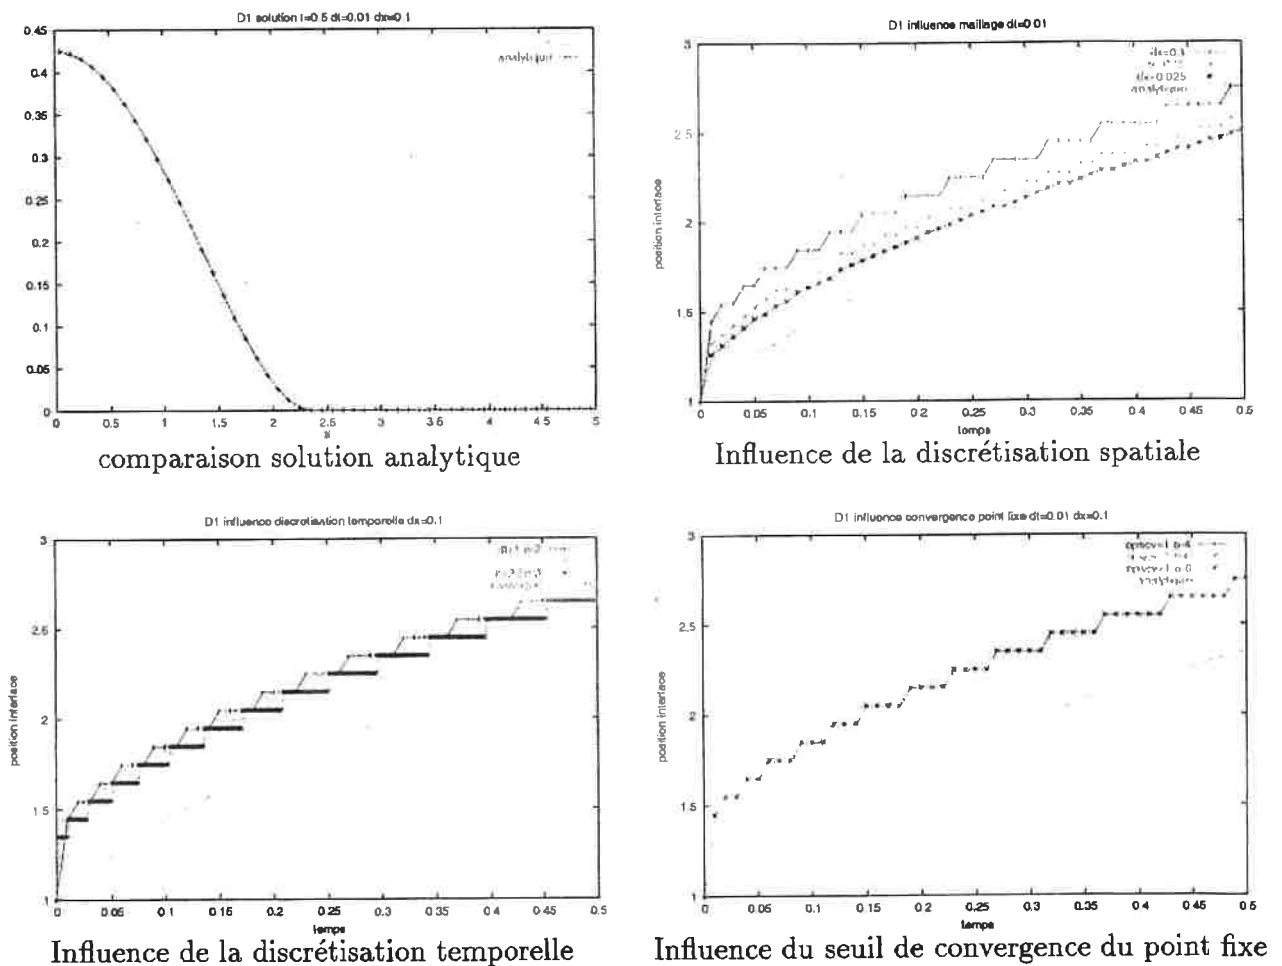 D1 solution t=0.5 dt=0.01 dx=0.1
analytique
0.45
0.4
0.35
0.3
0.25
0.2
0.15
0.1
0.05
0
0 0.5 1 1.5 2 2.5 3 3.5 4 4.5 5
x
comparaison solution analytique
D1 influence maillage dt=0.01
dx=0.1
dx=0.025
analytique
3
2.5
2
1.5
1
position interface
0 0.05 0.1 0.15 0.2 0.25 0.3 0.35 0.4 0.45 0.5
temps
Influence de la discrétisation spatiale
D1 influence discretisation temporelle dx=0.1
3
2.5
2
1.5
1
position interface
0 0.05 0.1 0.15 0.2 0.25 0.3 0.35 0.4 0.45 0.5
temps
Influence de la discrétisation temporelle
D1 influence convergence point fixe dt=0.01 dx=0.1
analytique
3
2.5
2
1.5
1
position interface
0 0.05 0.1 0.15 0.2 0.25 0.3 0.35 0.4 0.45 0.5
temps
Influence du seuil de convergence du point fixe